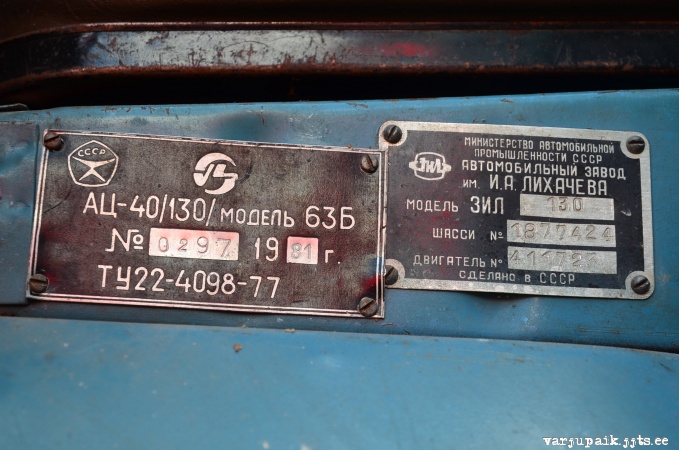 СССР
АЦ-40/130/ МОДЕЛЬ 63Б
№ 0297 1981 г.
ТУ22-4098-77
ЗИЛ
МИНИСТЕРСТВО АВТОМОБИЛЬНОЙ
ПРОМЫШЛЕННОСТИ СССР
АВТОМОБИЛЬНЫЙ ЗАВОД
ИМ. И.А. ЛИХАЧЕВА
МОДЕЛЬ ЗИЛ 130
ШАССИ № 1877424
ДВИГАТЕЛЬ №
СДЕЛАНО В СССР
varjupaik.jjts.ee